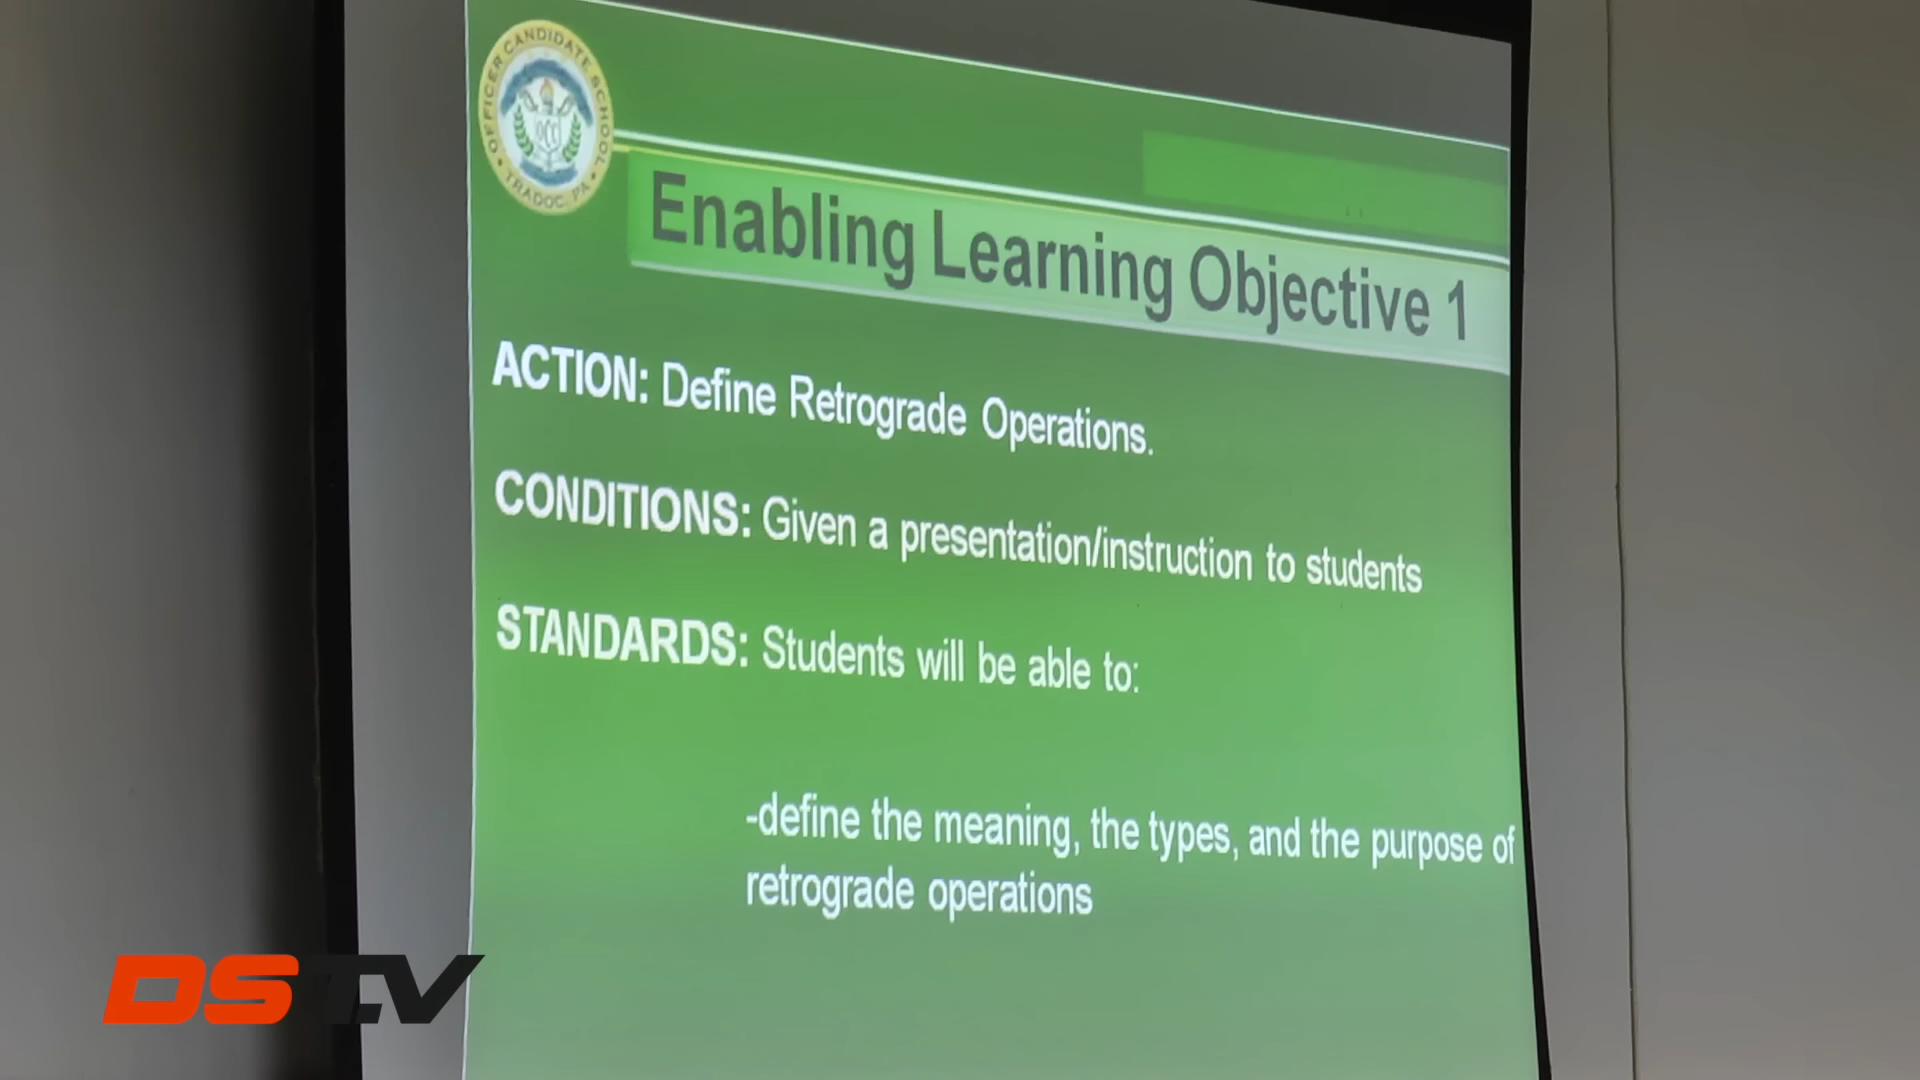 OFFICER CANDIDATE SCHOOL
OCC
TRADOC, PA
Enabling Learning Objective 1
ACTION: Define Retrograde Operations.
CONDITIONS: Given a presentation/instruction to students
STANDARDS: Students will be able to:
-define the meaning, the types, and the purpose of
retrograde operations
DSTV